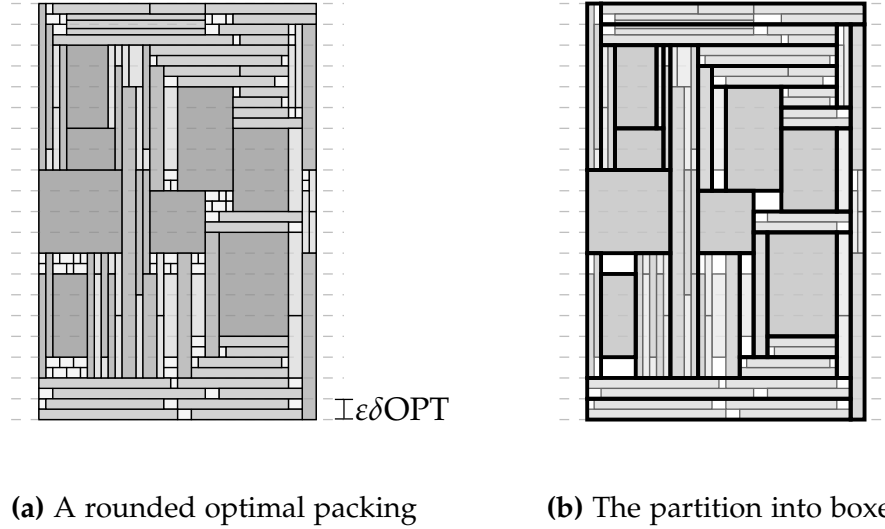 εδOPT
(a) A rounded optimal packing
(b) The partition into boxe